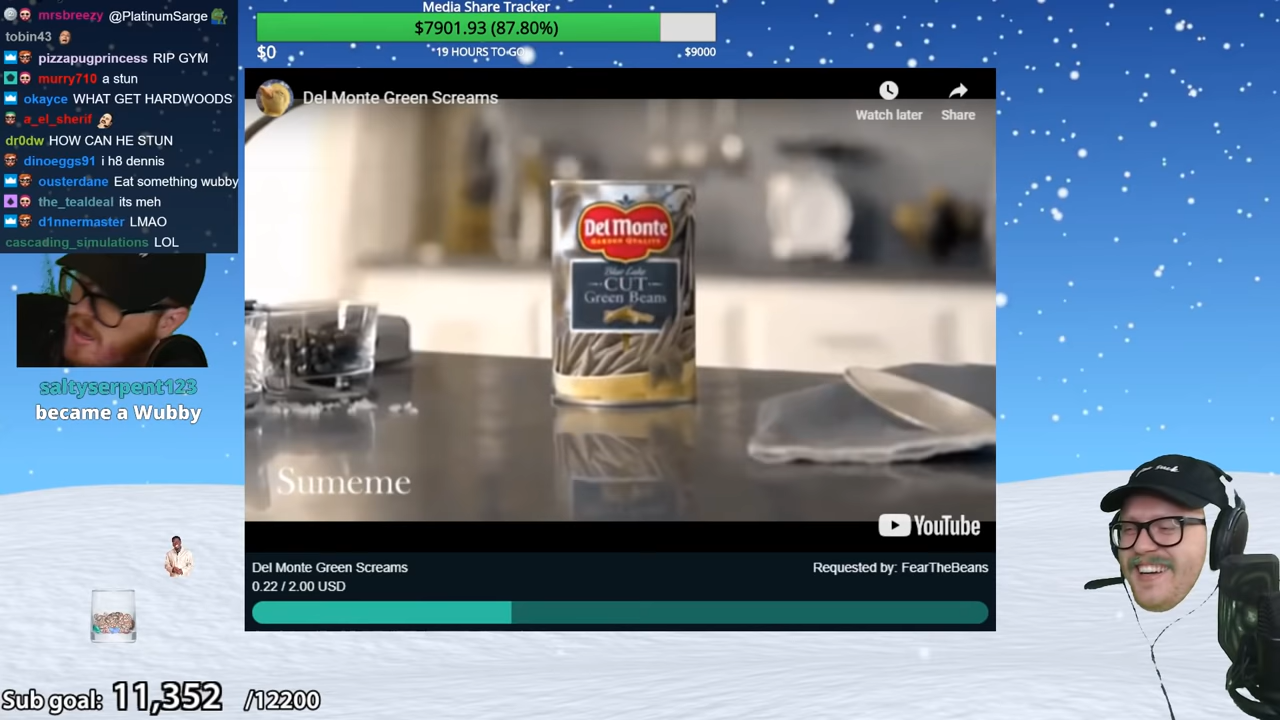 mrsbreezy @PlatinumSarge
tobin43
pizzapugprincess RIP GYM
murry710 a stun
okayce WHAT GET HARDWOODS
a_el_sherif
dr0dw HOW CAN HE STUN
dinoeggs91 i h8 dennis
ousterdane Eat something wubby
the_tealdeal its meh
d1nnermaster LMAO
cascading_simulations LOL
saltyserpent123
became a Wubby
Media Share Tracker
$7901.93 (87.80%)
$0
19 HOURS TO GO
$9000
Del Monte Green Screams
Watch later
Share
Del Monte
GARDEN QUALITY
Blue Lake
CUT
Green Beans
Sumeme
YouTube
Del Monte Green Screams
Requested by: FearTheBeans
0.22 / 2.00 USD
Sub goal: 11,352 /12200